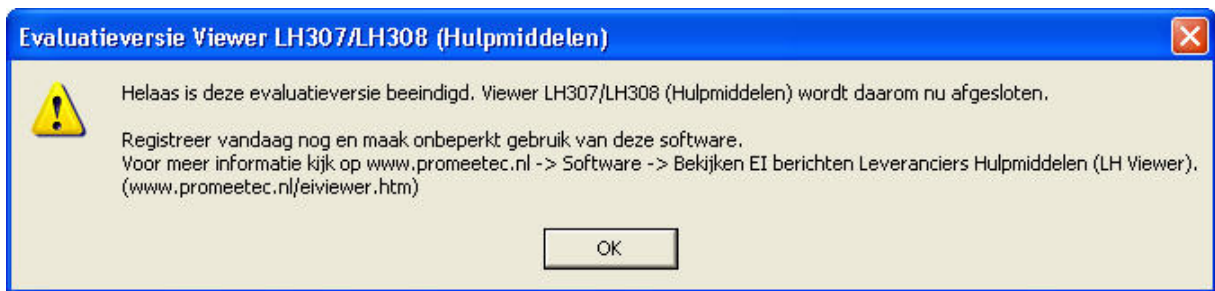 Evaluatieversie Viewer LH307/LH308 (Hulpmiddelen)
Helaas is deze evaluatieversie beeindigd. Viewer LH307/LH308 (Hulpmiddelen) wordt daarom nu afgesloten.
Registreer vandaag nog en maak onbeperkt gebruik van deze software.
Voor meer informatie kijk op www.promeetec.nl -> Software -> Bekijken EI berichten Leveranciers Hulpmiddelen (LH Viewer).
(www.promeetec.nl/eiviewer.htm)
OK